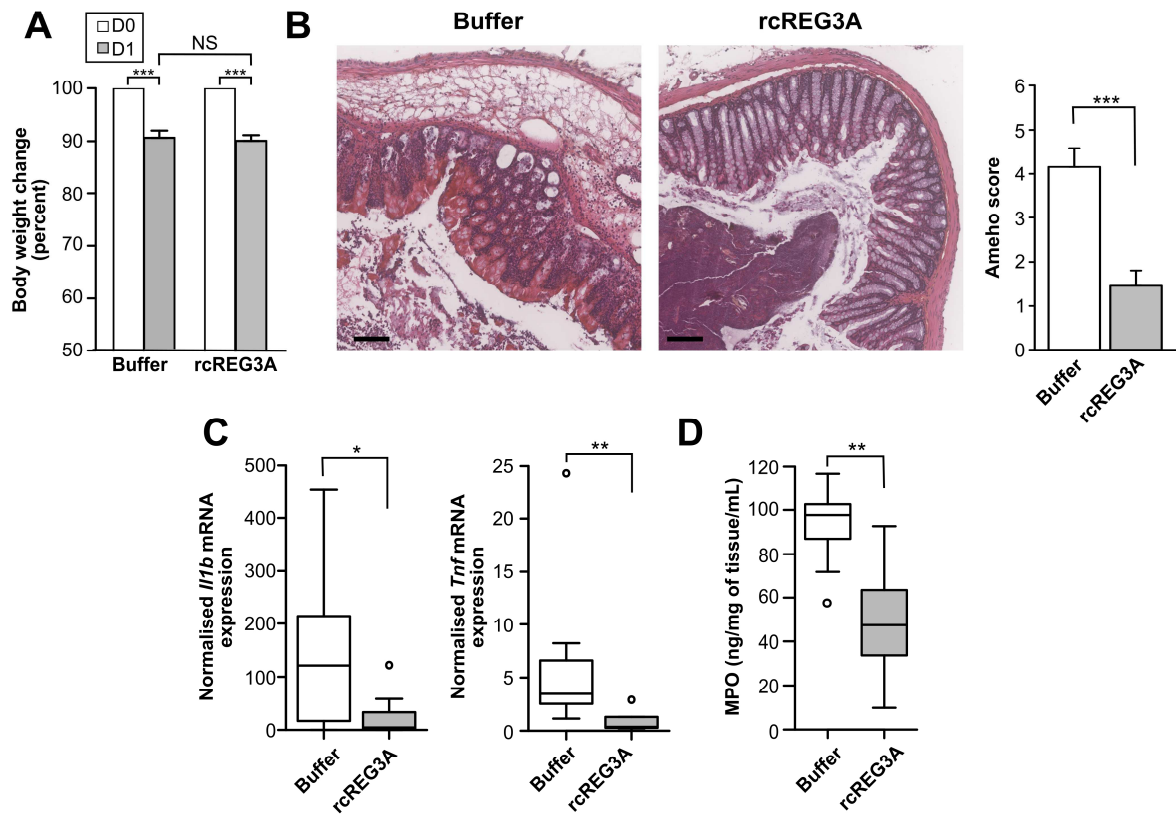 A
D0
D1
NS
***
***
Body weight change
(percent)
100
90
80
70
60
50
Buffer
rcREG3A
B
Buffer
rcREG3A
***
Ameho score
6
5
4
3
2
1
0
Buffer
rcREG3A
C
*
Normalised Il1b mRNA
expression
500
400
300
200
100
0
Buffer
rcREG3A
**
Normalised Tnf mRNA
expression
25
20
15
10
5
0
Buffer
rcREG3A
D
**
MPO (ng/mg of tissue/mL)
120
100
80
60
40
20
0
Buffer
rcREG3A